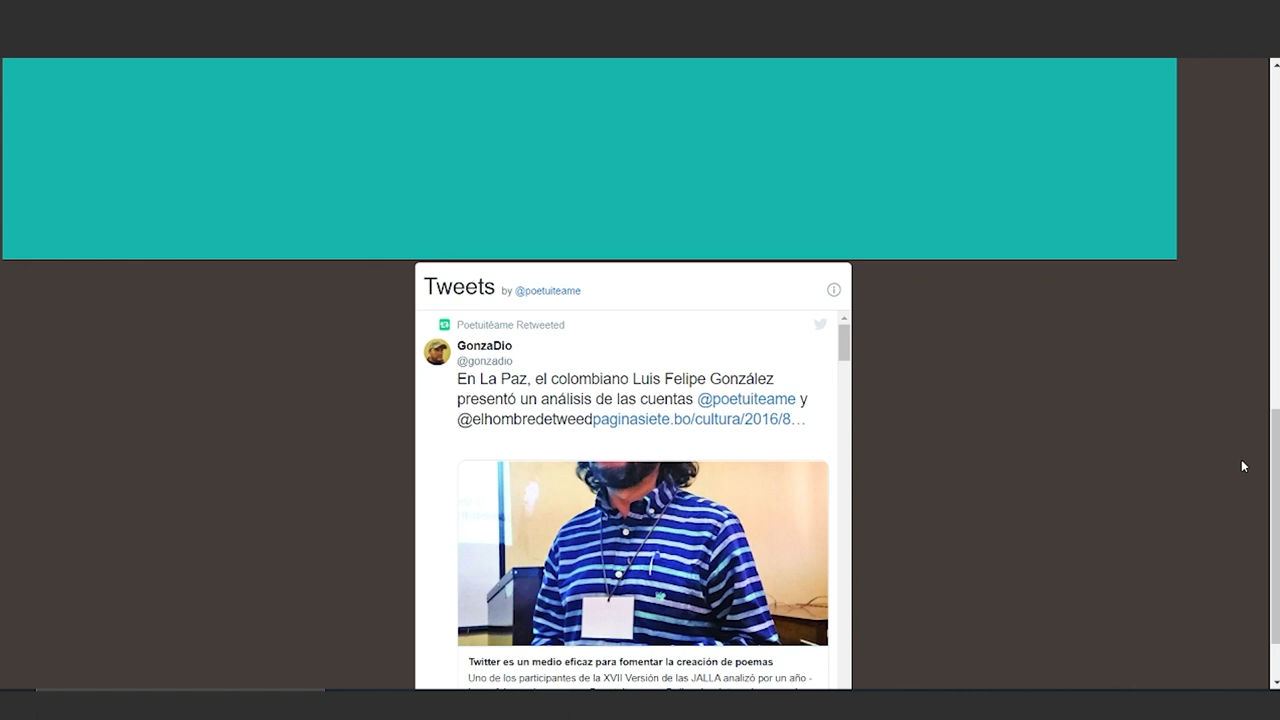 Tweets by @poetuiteame
Poetuitéame Retweeted
GonzaDio
@gonzadio
En La Paz, el colombiano Luis Felipe González
presentó un análisis de las cuentas @poetuiteame y
@elhombredetweedpaginasiete.bo/cultura/2016/8…
Twitter es un medio eficaz para fomentar la creación de poemas
Uno de los participantes de la XVII Versión de las JALLA analizó por un año -